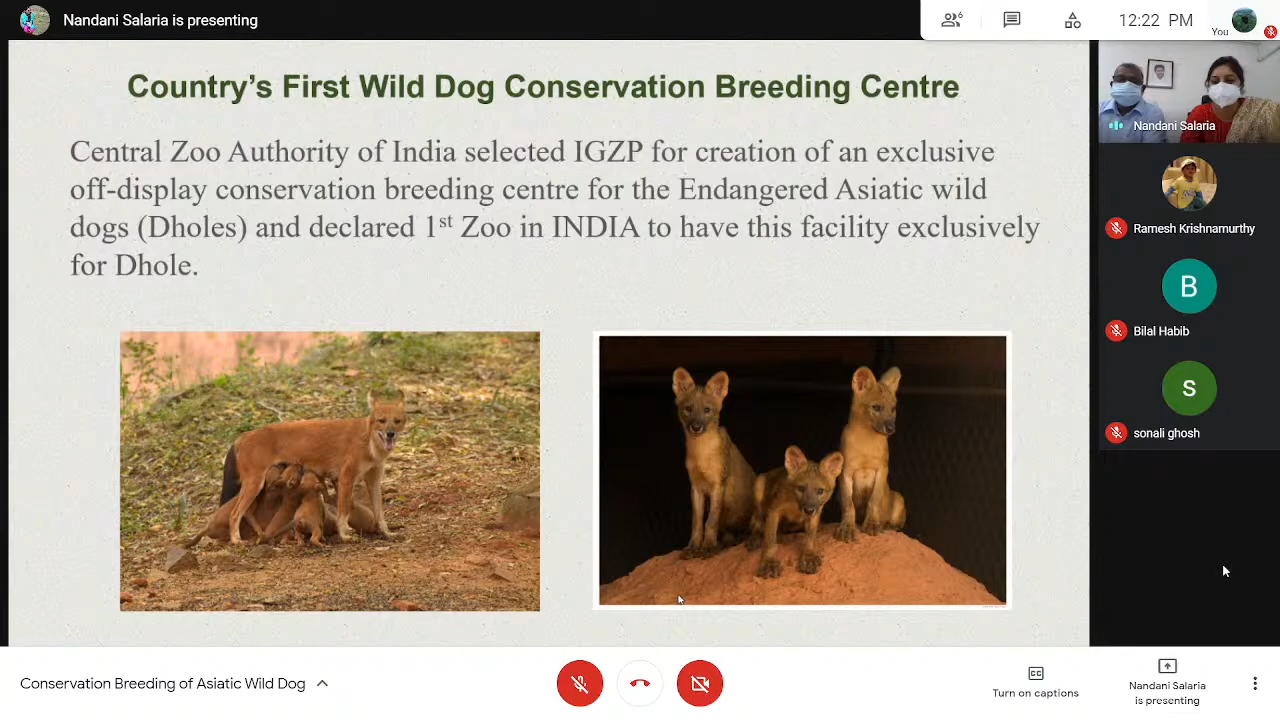 Nandani Salaria is presenting
6
12:22 PM
You
Country's First Wild Dog Conservation Breeding Centre
Central Zoo Authority of India selected IGZP for creation of an exclusive
off-display conservation breeding centre for the Endangered Asiatic wild
dogs (Dholes) and declared 1st Zoo in INDIA to have this facility exclusively
for Dhole.
Nandani Salaria
Ramesh Krishnamurthy
B
Bilal Habib
S
sonali ghosh
Conservation Breeding of Asiatic Wild Dog
CC
Turn on captions
Nandani Salaria
is presenting